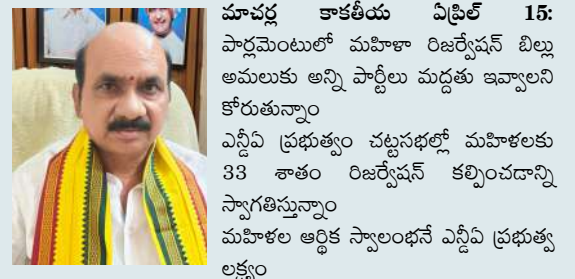 మాచర్ల కాకతీయ ఏప్రిల్ 15:
పార్లమెంటులో మహిళా రిజర్వేషన్ బిల్లు
అమలుకు అన్ని పార్టీలు మద్దతు ఇవ్వాలని
కోరుతున్నాం
ఎన్డీఏ ప్రభుత్వం చట్టసభల్లో మహిళలకు
33 శాతం రిజర్వేషన్ కల్పించడాన్ని
స్వాగతిస్తున్నాం
మహిళల ఆర్థిక స్వాలంభనే ఎన్డీఏ ప్రభుత్వ
లక్ష్యం